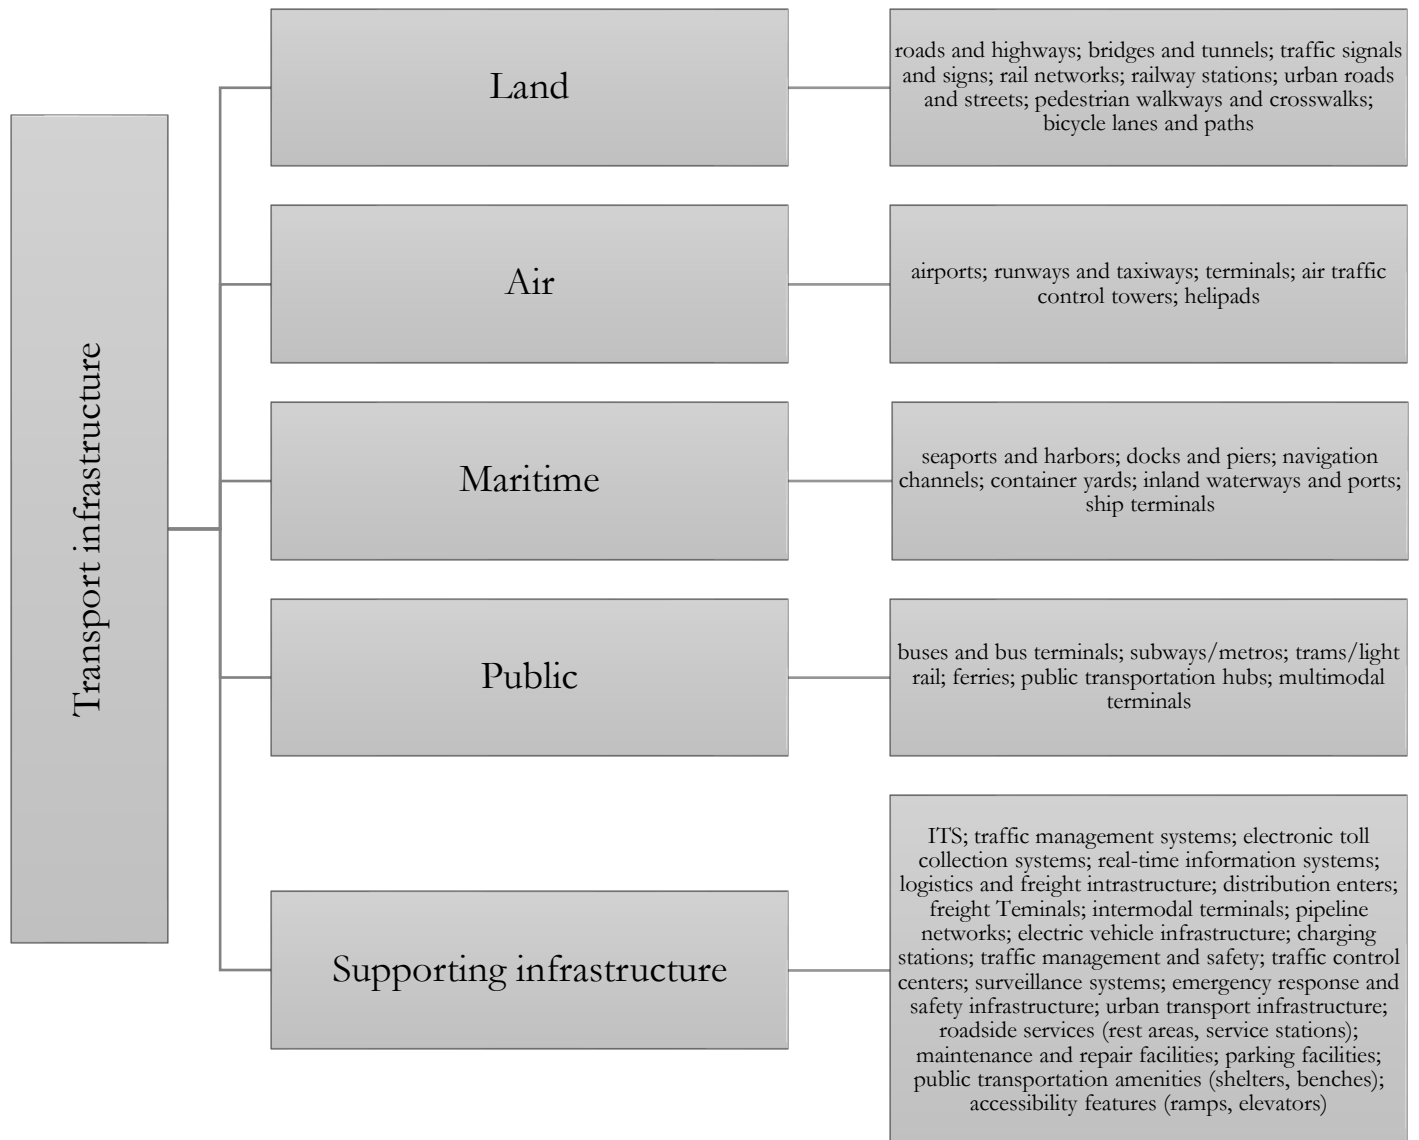 Transport infrastructure
Land
roads and highways; bridges and tunnels; traffic signals
and signs; rail networks; railway stations; urban roads
and streets; pedestrian walkways and crosswalks;
bicycle lanes and paths
Air
airports; runways and taxiways; terminals; air traffic
control towers; helipads
Maritime
seaports and harbors; docks and piers; navigation
channels; container yards; inland waterways and ports;
ship terminals
Public
buses and bus terminals; subways/metros; trams/light
rail; ferries; public transportation hubs; multimodal
terminals
Supporting infrastructure
ITS; traffic management systems; electronic toll
collection systems; real-time information systems;
logistics and freight intrastructure; distribution enters;
freight Teminals; intermodal terminals; pipeline
networks; electric vehicle infrastructure; charging
stations; traffic management and safety; traffic control
centers; surveillance systems; emergency response and
safety infrastructure; urban transport infrastructure;
roadside services (rest areas, service stations);
maintenance and repair facilities; parking facilities;
public transportation amenities (shelters, benches);
accessibility features (ramps, elevators)